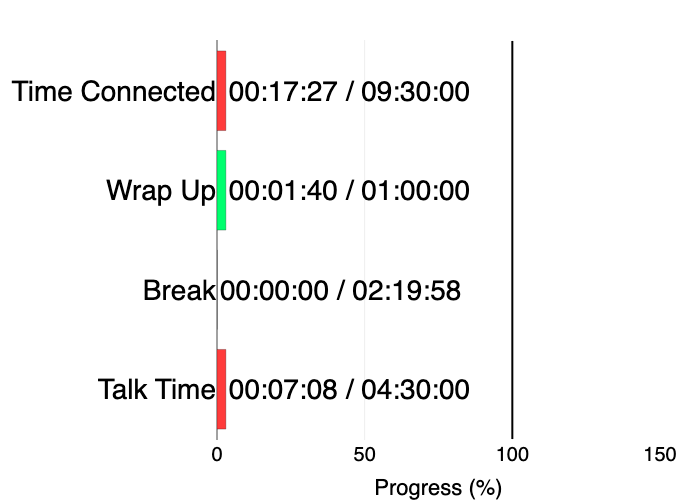 Time Connected 00:17:27 / 09:30:00
Wrap Up 00:01:40 / 01:00:00
Break 00:00:00 / 02:19:58
Talk Time 00:07:08 / 04:30:00
0 50 100 150
Progress (%)